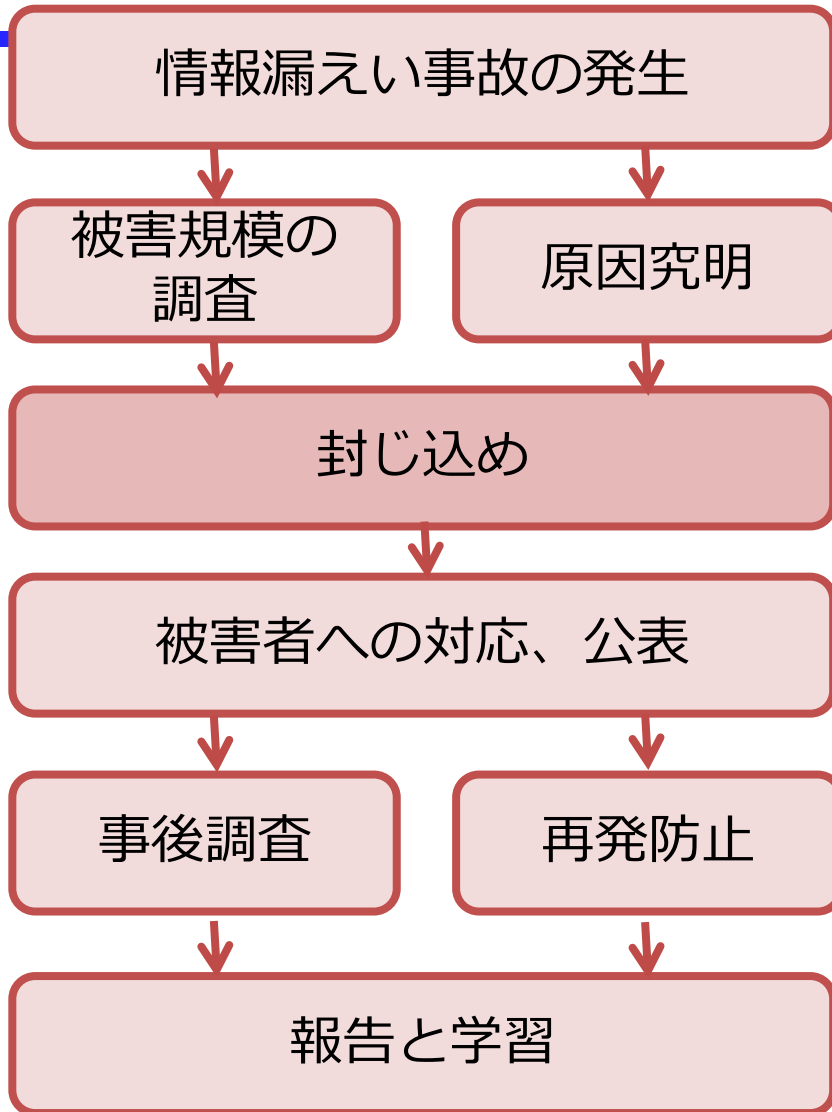 情報漏えい事故の発生
被害規模の
調査
原因究明
封じ込め
被害者への対応、公表
事後調査
再発防止
報告と学習